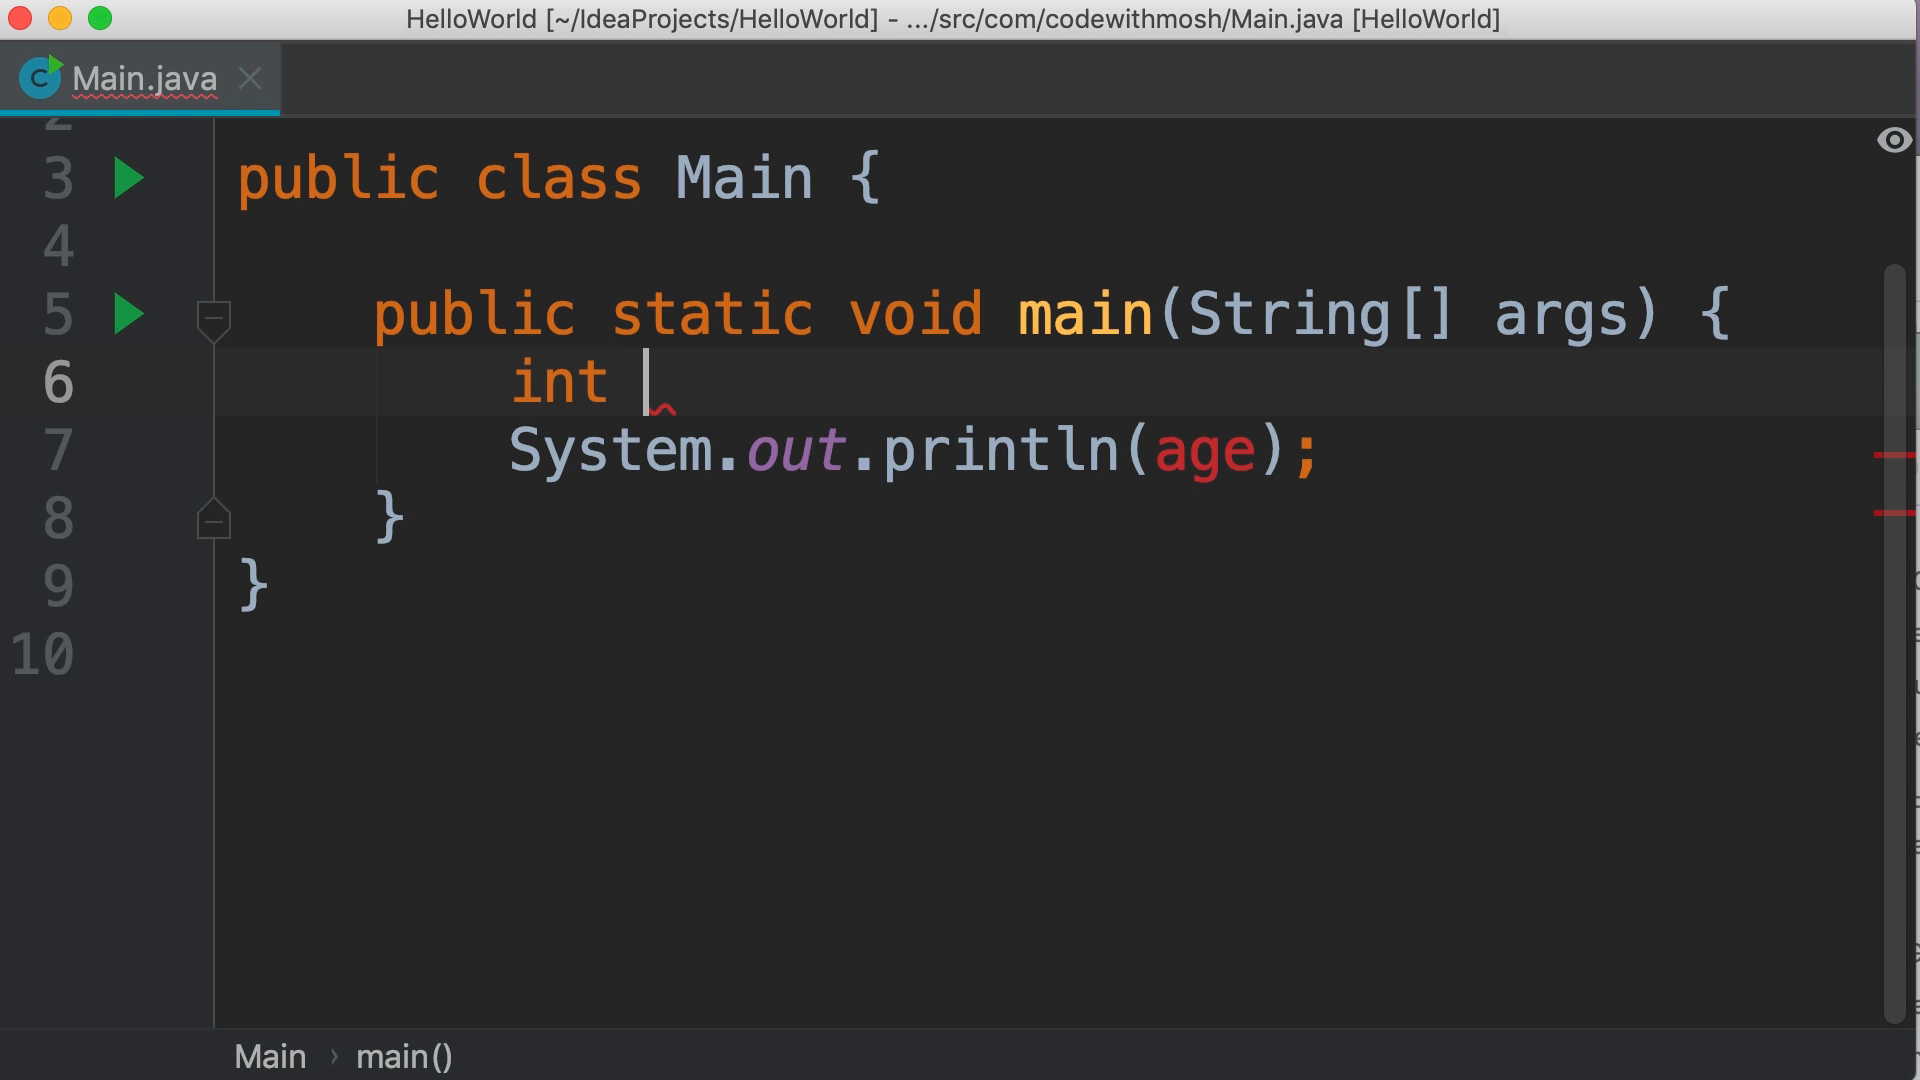 HelloWorld [~/IdeaProjects/HelloWorld] - .../src/com/codewithmosh/Main.java [HelloWorld]
C Main.java
3 public class Main {
4
5 public static void main(String[] args) {
6 int
7 System.out.println(age);
8 }
9 }
10
Main › main()